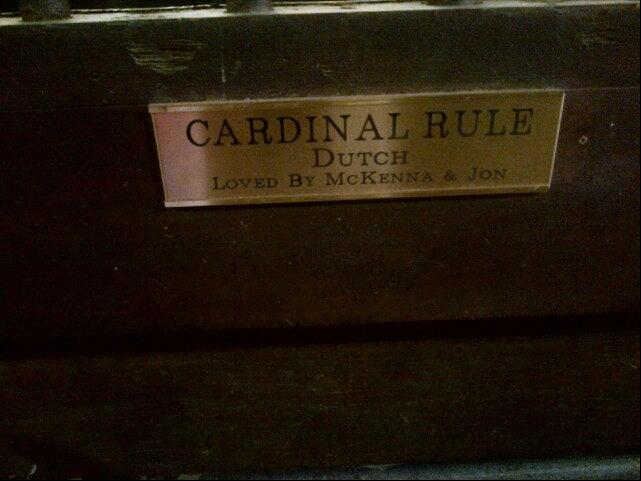 CARDINAL RULE
DUTCH
LOVED BY MCKENNA & JON